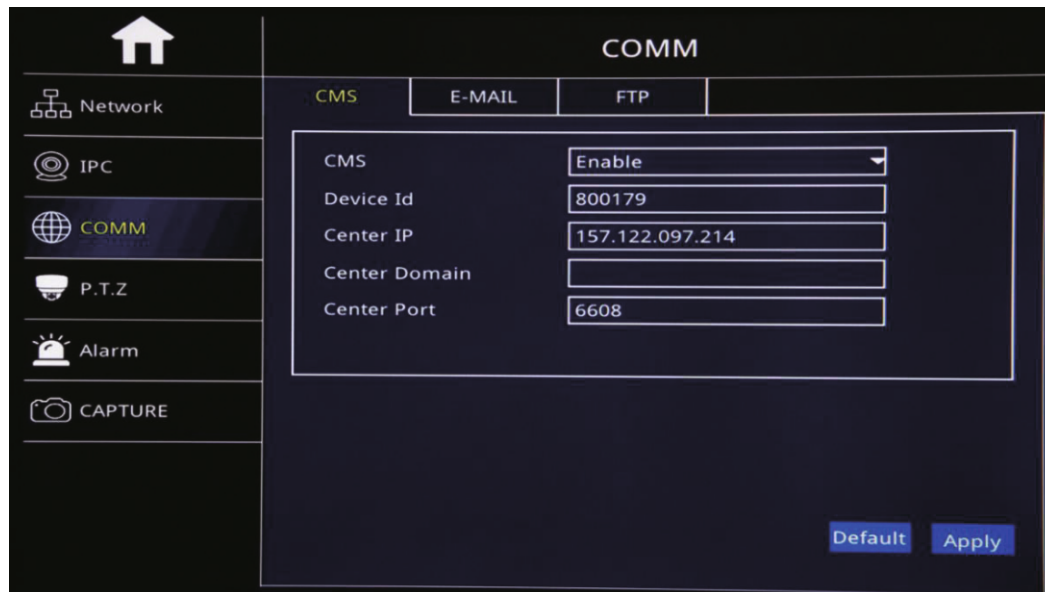 COMM
Network
IPC
COMM
P.T.Z
Alarm
CAPTURE
CMS E-MAIL FTP
CMS Enable
Device Id 800179
Center IP 157.122.097.214
Center Domain
Center Port 6608
Default Apply